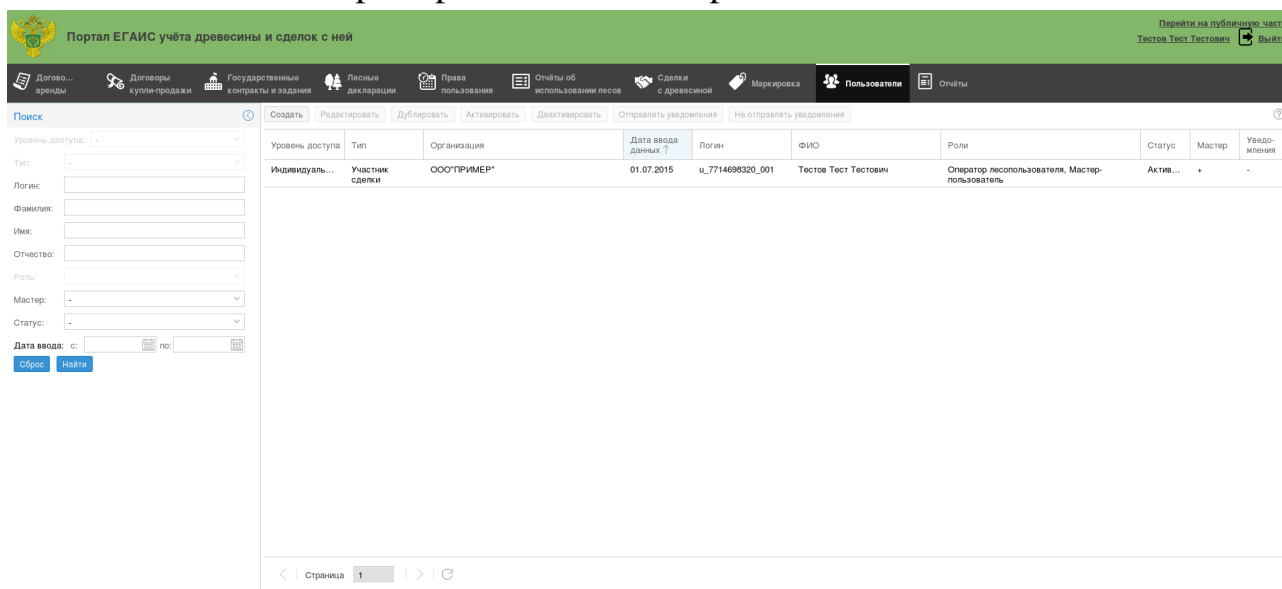 Перейти на публичную част
Портал ЕГАИС учёта древесины и сделок с ней
Тестов Тест Тестович Выйти
Догово... аренды
Договоры купли-продажи
Государственные контракты и задания
Лесные декларации
Права пользования
Отчёты об использовании лесов
Сделки с древесиной
Маркировка
Пользователи
Отчёты
Поиск
Создать Редактировать Дублировать Активировать Деактивировать Отправлять уведомления Не отправлять уведомления
Уровень доступа: -
Тип: -
Логин:
Фамилия:
Имя:
Отчество:
Роль:
Мастер: -
Статус: -
Дата ввода: с: по:
Сброс Найти
Уровень доступа Тип Организация Дата ввода данных ↑ Логин ФИО Роли Статус Мастер Уведо-
мления
Индивидуаль... Участник сделки ООО"ПРИМЕР" 01.07.2015 u_7714698320_001 Тестов Тест Тестович Оператор лесопользователя, Мастер-
пользователь Актив... + -
Страница 1